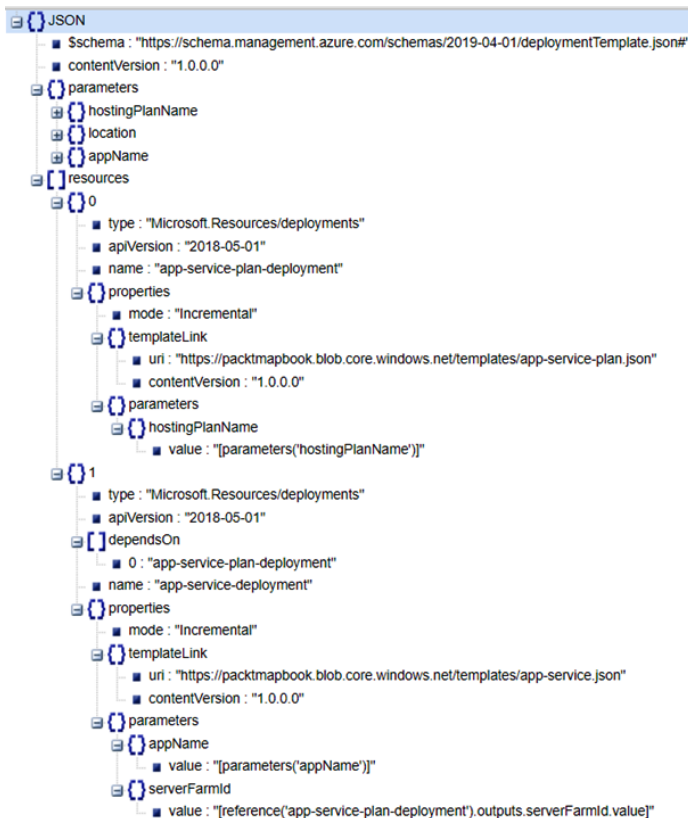 {} JSON
$schema : "https://schema.management.azure.com/schemas/2019-04-01/deploymentTemplate.json#"
contentVersion : "1.0.0.0"
{} parameters
{} hostingPlanName
{} location
{} appName
[] resources
{} 0
type : "Microsoft.Resources/deployments"
apiVersion : "2018-05-01"
name : "app-service-plan-deployment"
{} properties
mode : "Incremental"
{} templateLink
uri : "https://packtmapbook.blob.core.windows.net/templates/app-service-plan.json"
contentVersion : "1.0.0.0"
{} parameters
{} hostingPlanName
value : "[parameters('hostingPlanName')]"
{} 1
type : "Microsoft.Resources/deployments"
apiVersion : "2018-05-01"
[] dependsOn
0 : "app-service-plan-deployment"
name : "app-service-deployment"
{} properties
mode : "Incremental"
{} templateLink
uri : "https://packtmapbook.blob.core.windows.net/templates/app-service.json"
contentVersion : "1.0.0.0"
{} parameters
{} appName
value : "[parameters('appName')]"
{} serverFarmId
value : "[reference('app-service-plan-deployment').outputs.serverFarmId.value]"